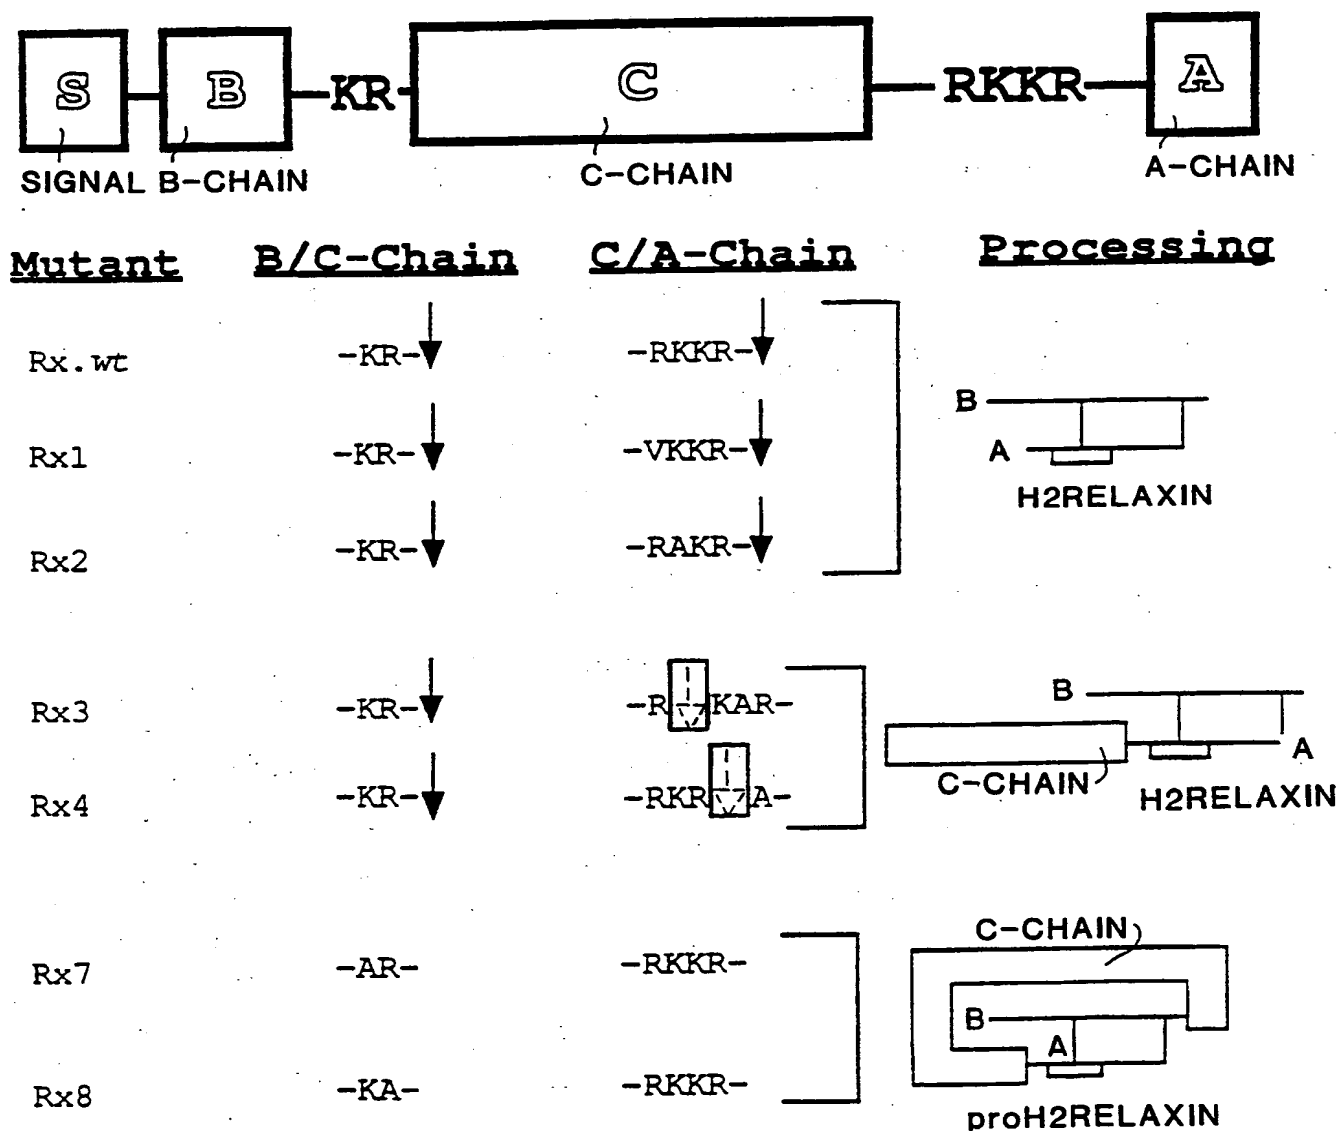 S B KR C RKKR A
SIGNAL B-CHAIN C-CHAIN A-CHAIN
Mutant B/C-Chain C/A-Chain Processing
Rx.wt -KR- -RKKR-
B
Rx1 -KR- -VKKR-
A
H2RELAXIN
Rx2 -KR- -RAKR-
B
Rx3 -KR- -R KAR-
A
C-CHAIN H2RELAXIN
Rx4 -KR- -RKR A-
C-CHAIN
Rx7 -AR- -RKKR-
B
A
Rx8 -KA- -RKKR-
proH2RELAXIN